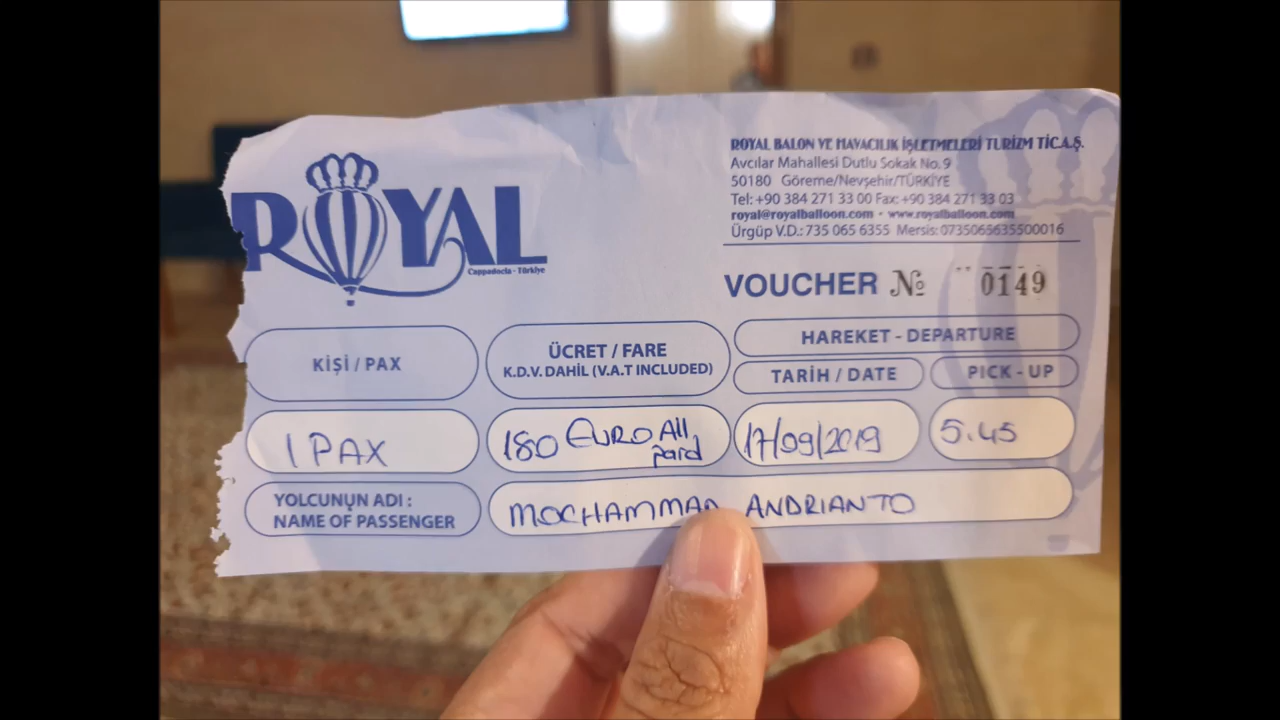 ROYAL
Cappadocia - Türkiye
ROYAL BALON VE HAVACILIK İŞLETMELERİ TURİZM TİC.A.Ş.
Avcılar Mahallesi Dutlu Sokak No.9
50180 Göreme/Nevşehir/TÜRKİYE
Tel: +90 384 271 33 00 Fax: +90 384 271 33 03
royal@royalballoon.com • www.royalballoon.com
Ürgüp V.D.: 735 065 6355 Mersis: 0735065635500016
VOUCHER № 0149
KİŞİ / PAX
ÜCRET / FARE
K.D.V. DAHİL (V.A.T INCLUDED)
HAREKET - DEPARTURE
TARİH / DATE
PICK - UP
1 PAX
180 EURO All
paid
17/09/2019
5.45
YOLCUNUN ADI :
NAME OF PASSENGER
MOCHAMMAD ANDRIANTO